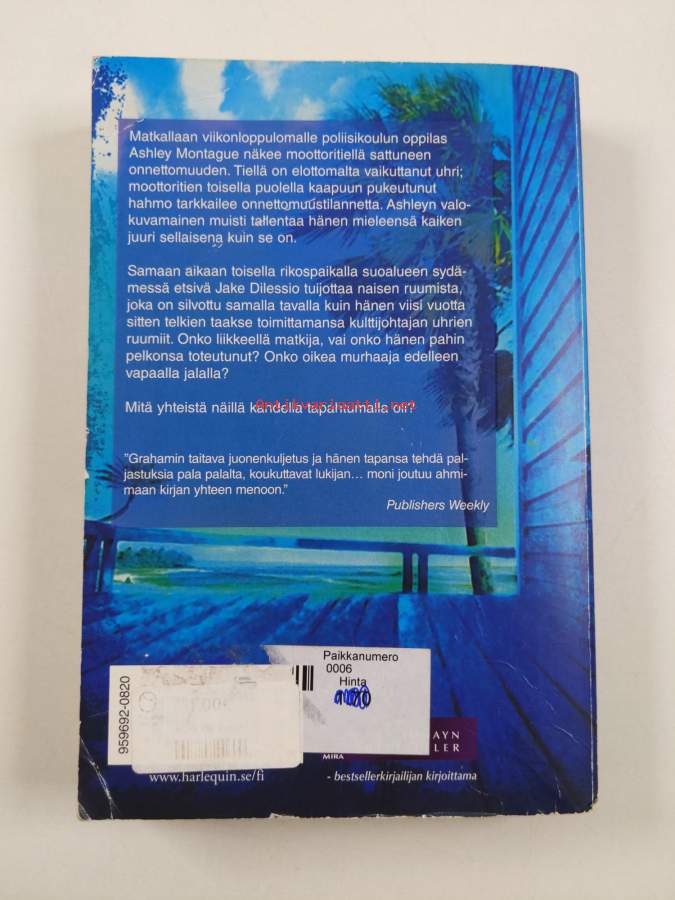 Matkallaan viikonloppulomalle poliisikoulun oppilas
Ashley Montague näkee moottoritiellä sattuneen
onnettomuuden. Tiellä on elottomalta vaikuttanut uhri;
moottoritien toisella puolella kaapuun pukeutunut
hahmo tarkkailee onnettomuustilannetta. Ashleyn valo-
kuvamainen muisti tallentaa hänen mieleensä kaiken
juuri sellaisena kuin se on.
Samaan aikaan toisella rikospaikalla suoalueen sydä-
messä etsivä Jake Dilessio tuijottaa naisen ruumista,
joka on silvottu samalla tavalla kuin hänen viisi vuotta
sitten telkien taakse toimittamansa kulttijohtajan uhrien
ruumiit. Onko liikkeellä matkija, vai onko hänen pahin
pelkonsa toteutunut? Onko oikea murhaaja edelleen
vapaalla jalalla?
Antikvariaatti.net
Mitä yhteistä näillä kahdella tapahtumalla oli?
"Grahamin taitava juonenkuljetus ja hänen tapansa tehdä pal-
jastuksia pala palalta, koukuttavat lukijan... moni joutuu ahmi-
maan kirjan yhteen menoon."
Publishers Weekly
Paikkanumero
0006
Hinta
959692-0820
AYN
LER
MIRA
www.harlequin.se/fi
- bestsellerkirjailijan kirjoittama